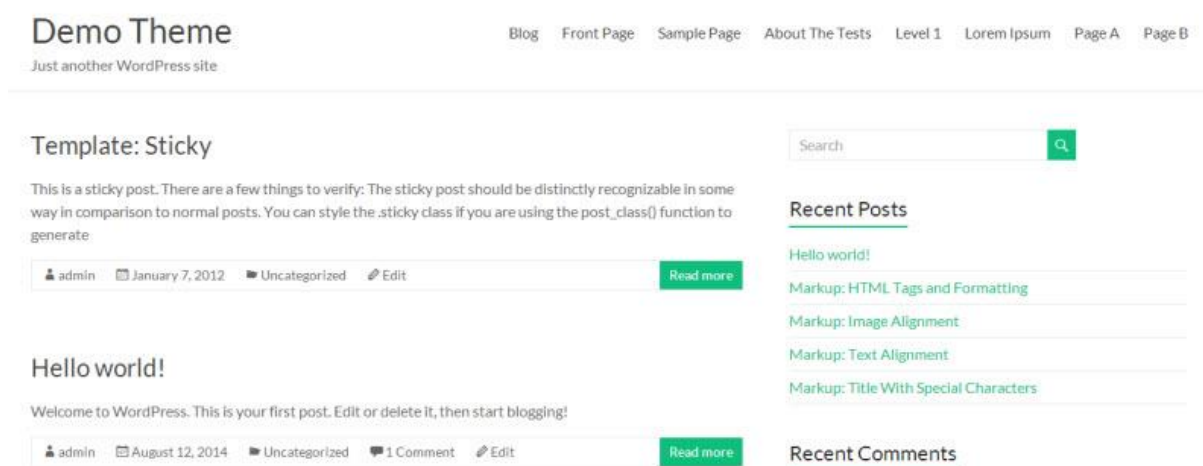 Demo Theme
Just another WordPress site
Blog Front Page Sample Page About The Tests Level 1 Lorem Ipsum Page A Page B
Template: Sticky
This is a sticky post. There are a few things to verify: The sticky post should be distinctly recognizable in some
way in comparison to normal posts. You can style the .sticky class if you are using the post_class() function to
generate
admin January 7, 2012 Uncategorized Edit Read more
Hello world!
Welcome to WordPress. This is your first post. Edit or delete it, then start blogging!
admin August 12, 2014 Uncategorized 1 Comment Edit Read more
Search
Recent Posts
Hello world!
Markup: HTML Tags and Formatting
Markup: Image Alignment
Markup: Text Alignment
Markup: Title With Special Characters
Recent Comments